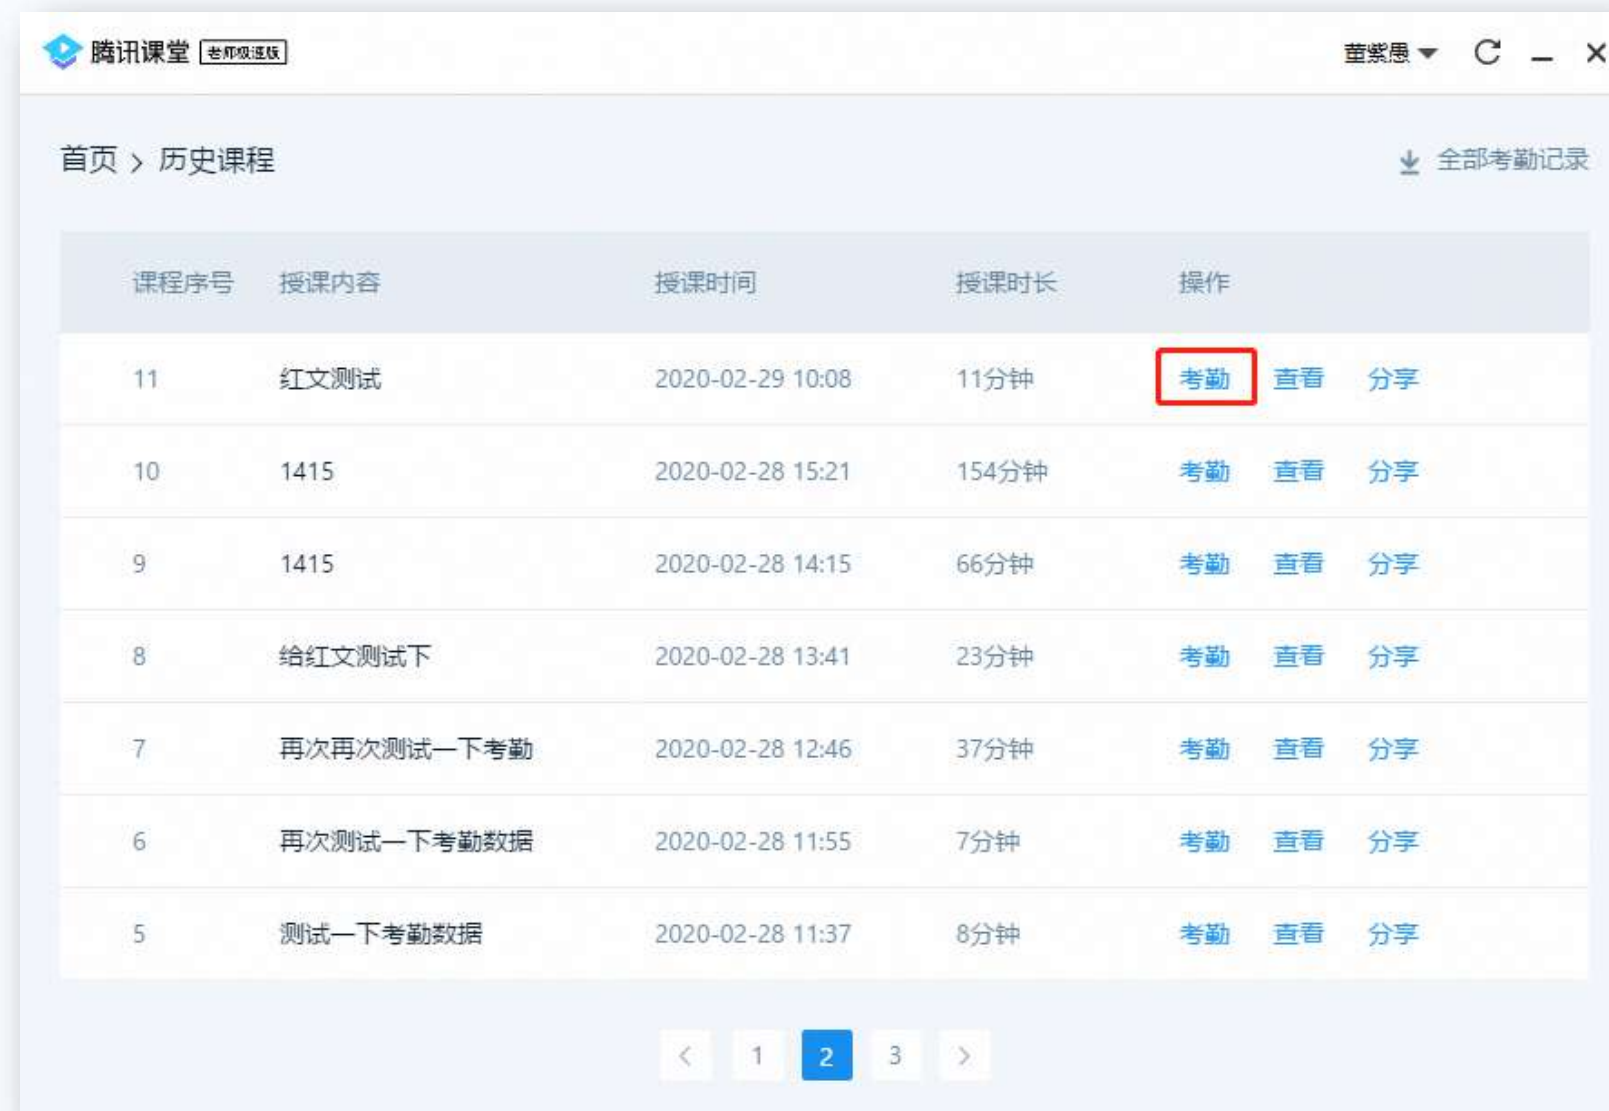 腾讯课堂 老师极速版 董紫愚
首页 > 历史课程 全部考勤记录
课程序号 授课内容 授课时间 授课时长 操作
11 红文测试 2020-02-29 10:08 11分钟 考勤 查看 分享
10 1415 2020-02-28 15:21 154分钟 考勤 查看 分享
9 1415 2020-02-28 14:15 66分钟 考勤 查看 分享
8 给红文测试下 2020-02-28 13:41 23分钟 考勤 查看 分享
7 再次再次测试一下考勤 2020-02-28 12:46 37分钟 考勤 查看 分享
6 再次测试一下考勤数据 2020-02-28 11:55 7分钟 考勤 查看 分享
5 测试一下考勤数据 2020-02-28 11:37 8分钟 考勤 查看 分享
< 1 2 3 >